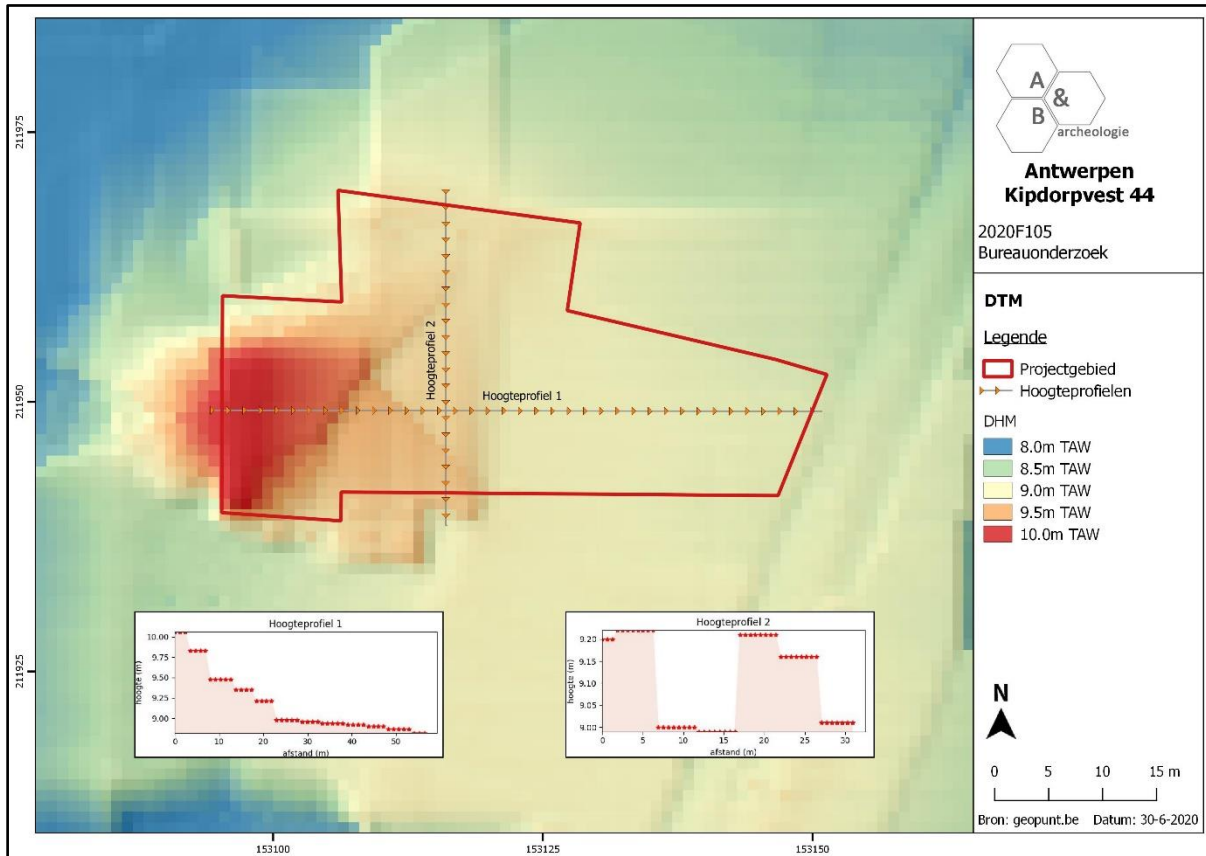 A
&
B
archeologie
Antwerpen
Kipdorpvest 44
2020F105
Bureauonderzoek
DTM
Legende
Projectgebied
Hoogteprofielen
DHM
8.0m TAW
8.5m TAW
9.0m TAW
9.5m TAW
10.0m TAW
N
0 5 10 15 m
Bron: geopunt.be Datum: 30-6-2020
211975
211950
211925
153100 153125 153150
Hoogteprofiel 2
Hoogteprofiel 1
Hoogteprofiel 1
hoogte (m)
10.00
9.75
9.50
9.25
9.00
0 10 20 30 40 50
afstand (m)
Hoogteprofiel 2
hoogte (m)
9.20
9.15
9.10
9.05
9.00
0 5 10 15 20 25 30
afstand (m)